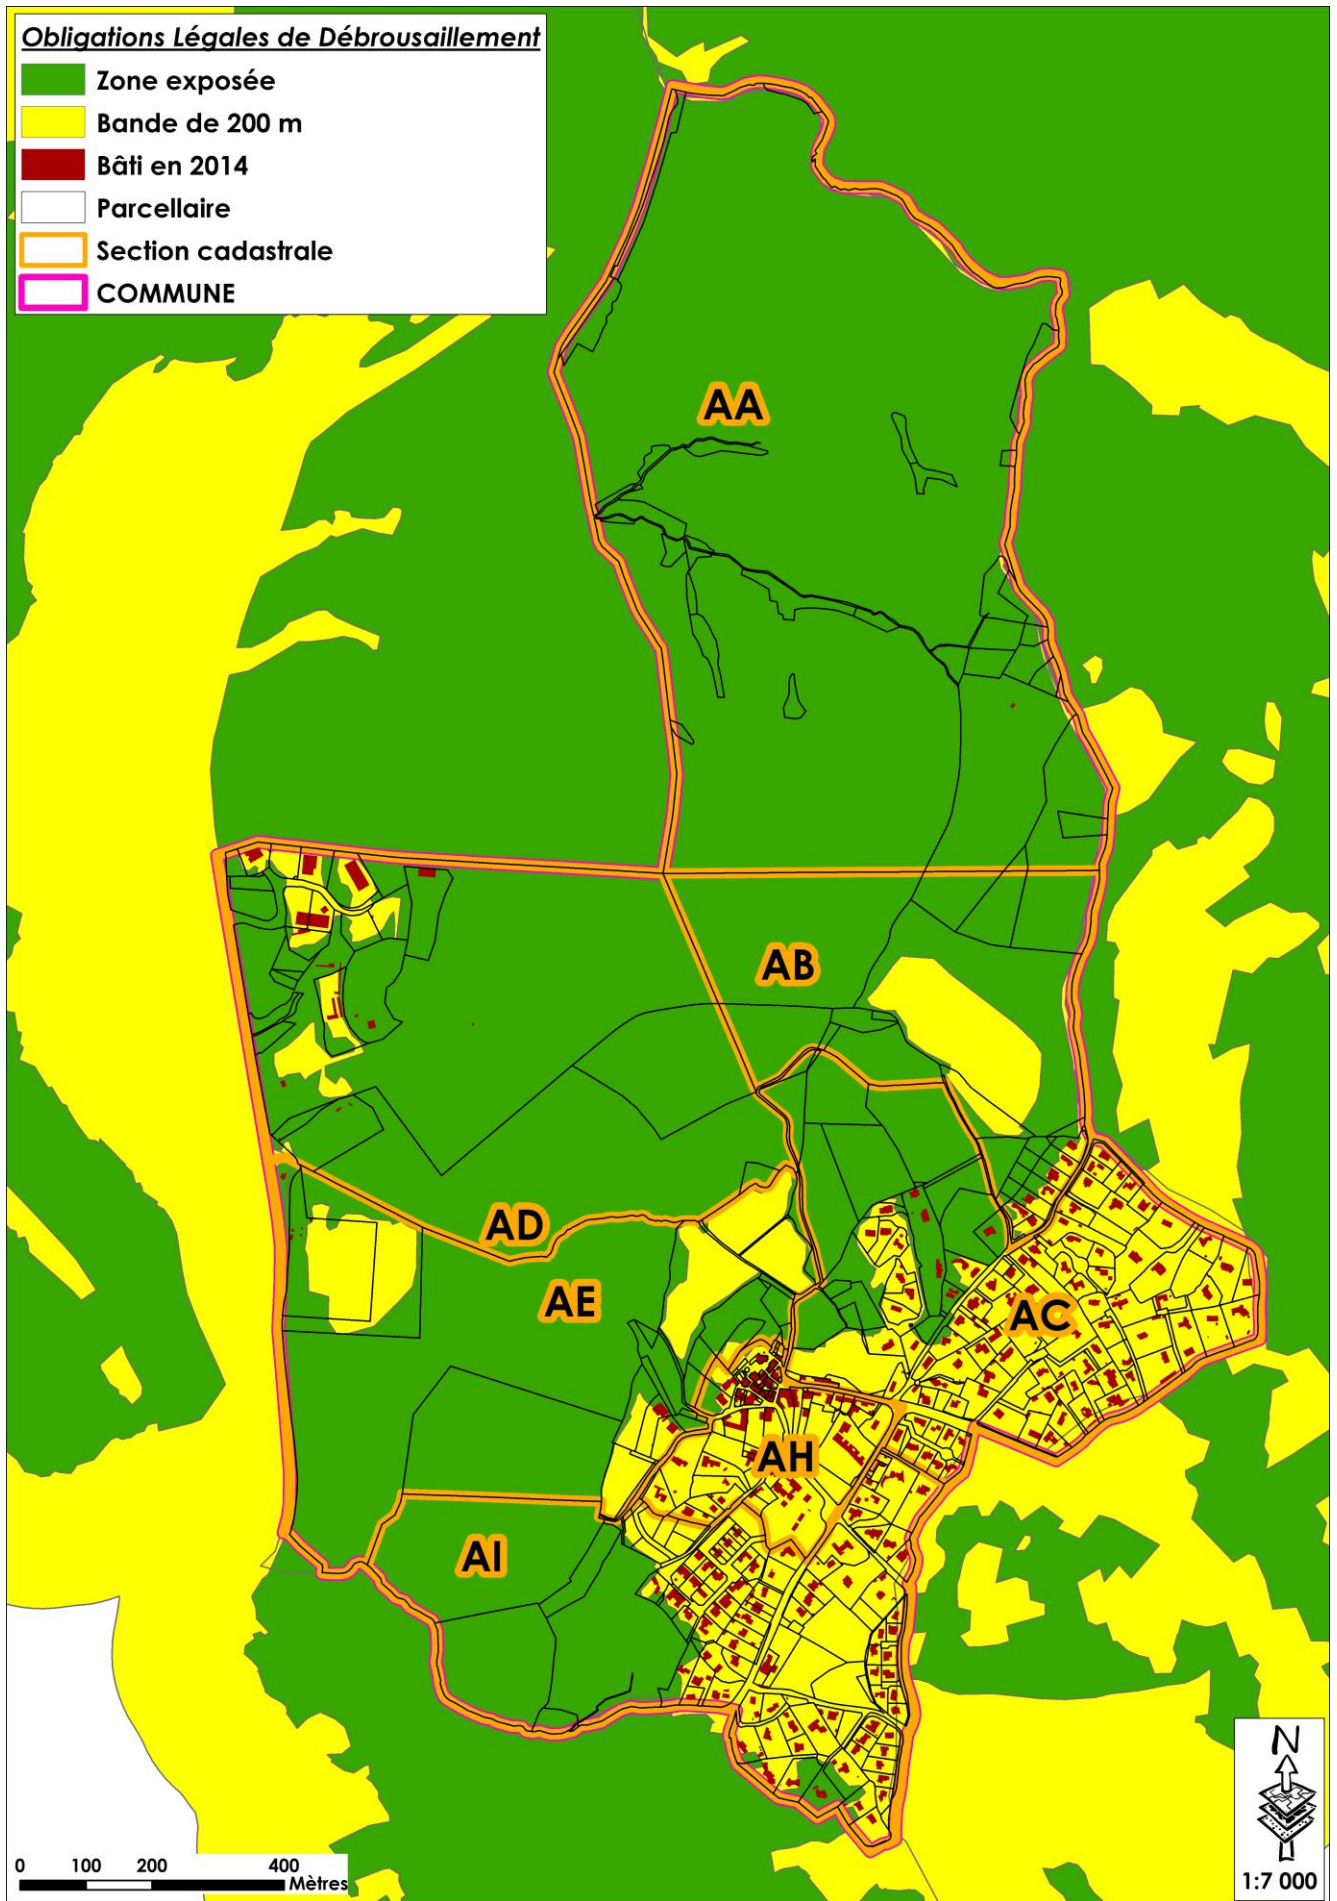 Obligations Légales de Débrousaillement
Zone exposée
Bande de 200 m
Bâti en 2014
Parcellaire
Section cadastrale
COMMUNE
AA
AB
AD
AE
AC
AH
AI
N
0 100 200 400
Mètres
1:7 000